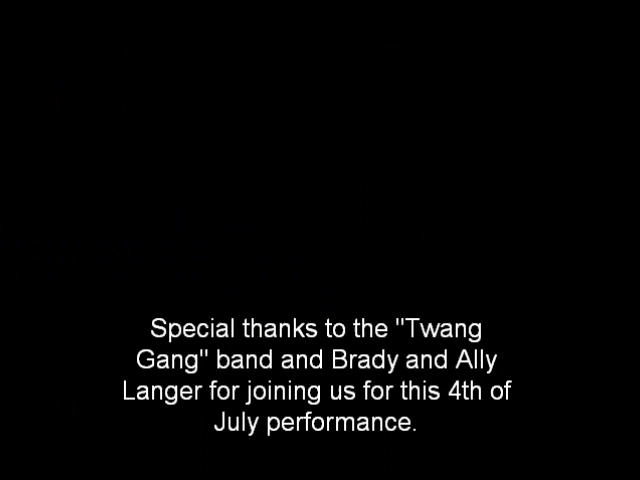 Special thanks to the "Twang
Gang" band and Brady and Ally
Langer for joining us for this 4th of
July performance.